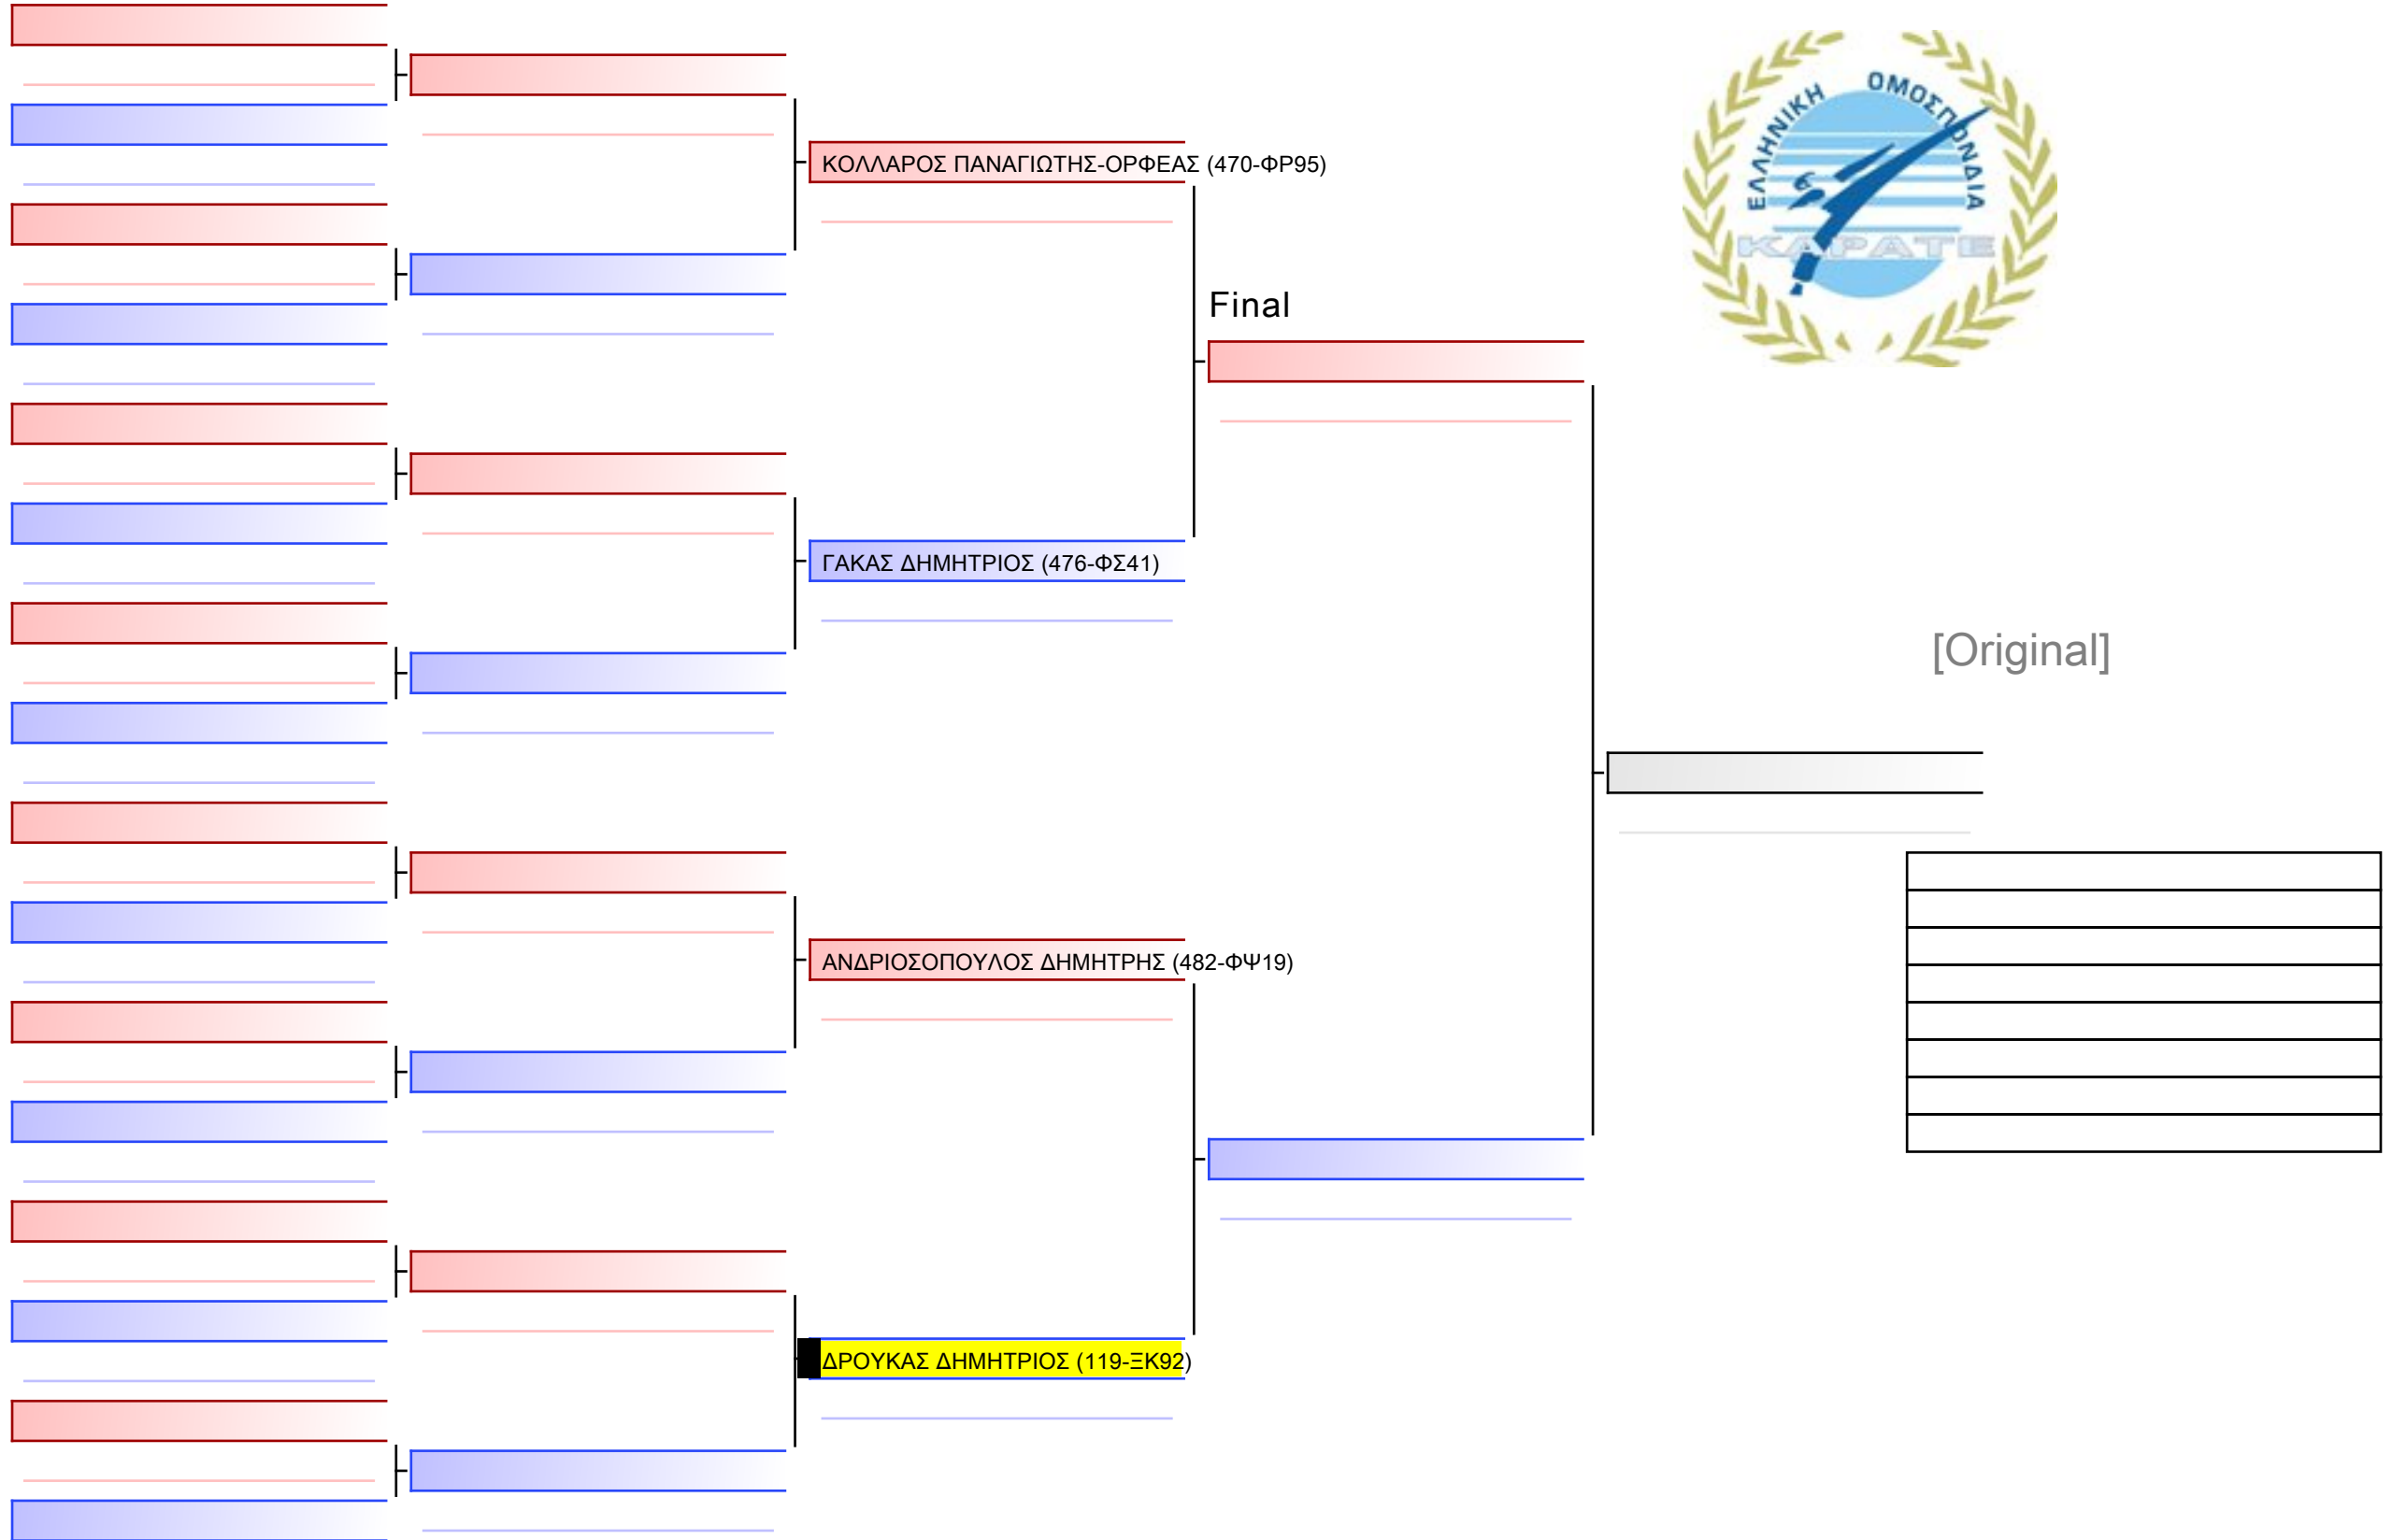 ΕΛΛΗΝΙΚΗ ΟΜΟΣΠΟΝΔΙΑ
ΚΑΡΑΤΕ
ΚΟΛΛΑΡΟΣ ΠΑΝΑΓΙΩΤΗΣ-ΟΡΦΕΑΣ (470-ΦΡ95)
Final
ΓΑΚΑΣ ΔΗΜΗΤΡΙΟΣ (476-ΦΣ41)
[Original]
ΑΝΔΡΙΟΣΟΠΟΥΛΟΣ ΔΗΜΗΤΡΗΣ (482-ΦΨ19)
ΔΡΟΥΚΑΣ ΔΗΜΗΤΡΙΟΣ (119-ΞΚ92)